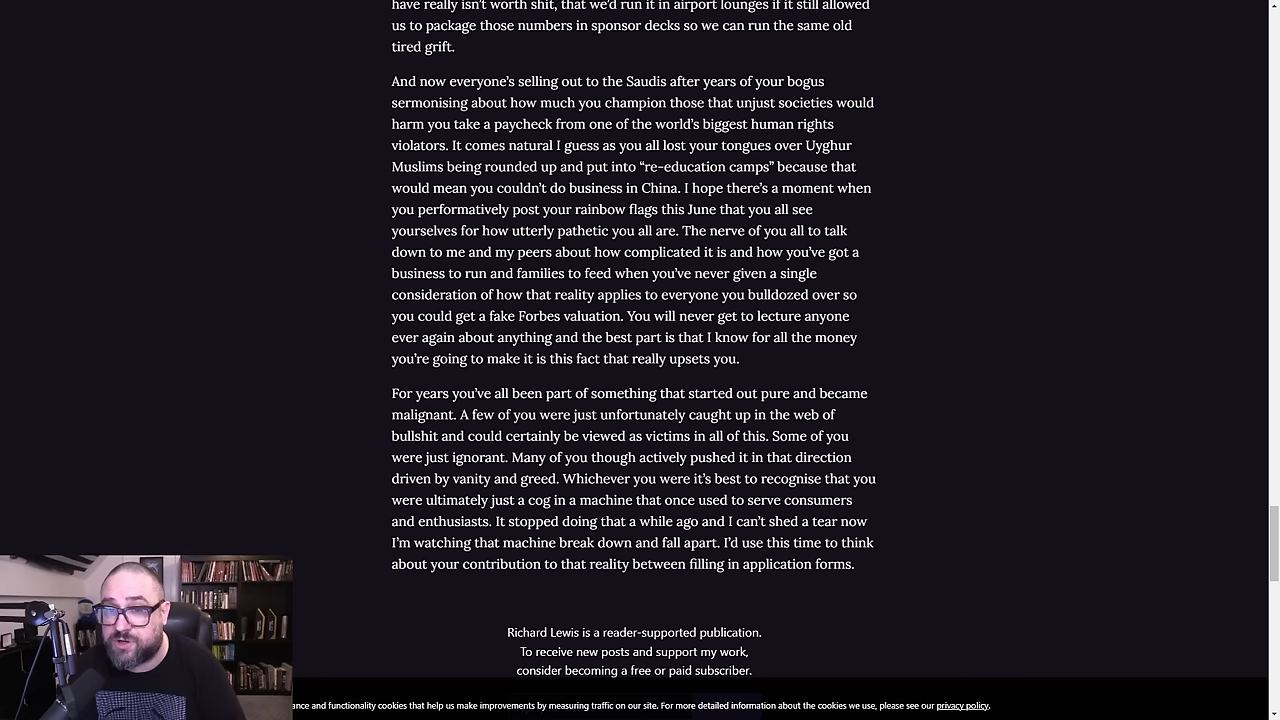 have really isn’t worth shit, that we’d run it in airport lounges if it still allowed
us to package those numbers in sponsor decks so we can run the same old
tired grift.
And now everyone’s selling out to the Saudis after years of your bogus
sermonising about how much you champion those that unjust societies would
harm you take a paycheck from one of the world’s biggest human rights
violators. It comes natural I guess as you all lost your tongues over Uyghur
Muslims being rounded up and put into “re-education camps” because that
would mean you couldn’t do business in China. I hope there’s a moment when
you performatively post your rainbow flags this June that you all see
yourselves for how utterly pathetic you all are. The nerve of you all to talk
down to me and my peers about how complicated it is and how you’ve got a
business to run and families to feed when you’ve never given a single
consideration of how that reality applies to everyone you bulldozed over so
you could get a fake Forbes valuation. You will never get to lecture anyone
ever again about anything and the best part is that I know for all the money
you’re going to make it is this fact that really upsets you.
For years you’ve all been part of something that started out pure and became
malignant. A few of you were just unfortunately caught up in the web of
bullshit and could certainly be viewed as victims in all of this. Some of you
were just ignorant. Many of you though actively pushed it in that direction
driven by vanity and greed. Whichever you were it’s best to recognise that you
were ultimately just a cog in a machine that once used to serve consumers
and enthusiasts. It stopped doing that a while ago and I can’t shed a tear now
I’m watching that machine break down and fall apart. I’d use this time to think
about your contribution to that reality between filling in application forms.
Richard Lewis is a reader-supported publication.
To receive new posts and support my work,
consider becoming a free or paid subscriber.
and functionality cookies that help us make improvements by measuring traffic on our site. For more detailed information about the cookies we use, please see our privacy policy.